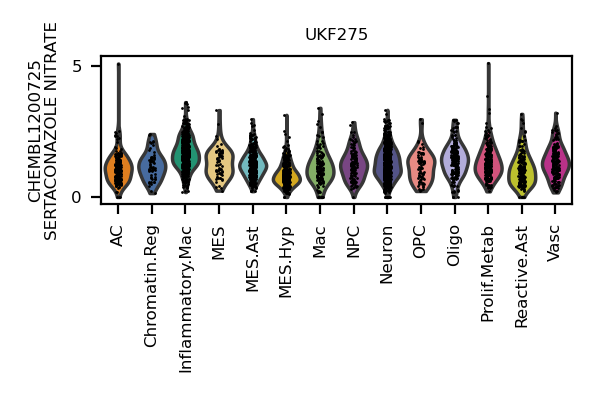 UKF275
CHEMBL1200725
SERTACONAZOLE NITRATE
5
0
AC
Chromatin.Reg
Inflammatory.Mac
MES
MES.Ast
MES.Hyp
Mac
NPC
Neuron
OPC
Oligo
Prolif.Metab
Reactive.Ast
Vasc